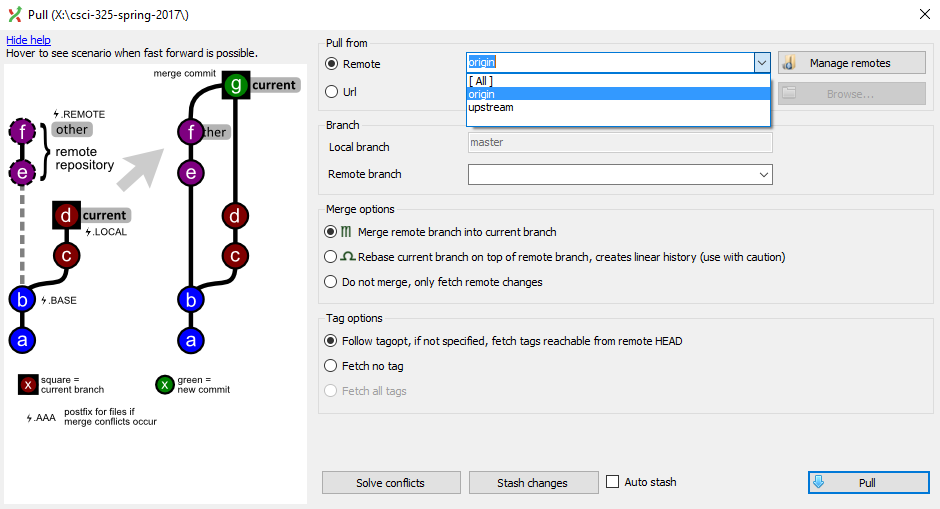 Pull (X:\csci-325-spring-2017\)
Hide help
Hover to see scenario when fast forward is possible.
merge commit
g current
.REMOTE
f other
remote
repository
e
f ther
e
d current
.LOCAL
d
c
c
b .BASE
b
a
a
x square =
current branch
x green =
new commit
.AAA postfix for files if
merge conflicts occur
Pull from
Remote origin Manage remotes
[ All ]
origin
upstream
Url Browse...
Branch
Local branch master
Remote branch
Merge options
Merge remote branch into current branch
Rebase current branch on top of remote branch, creates linear history (use with caution)
Do not merge, only fetch remote changes
Tag options
Follow tagopt, if not specified, fetch tags reachable from remote HEAD
Fetch no tag
Fetch all tags
Solve conflicts Stash changes Auto stash Pull